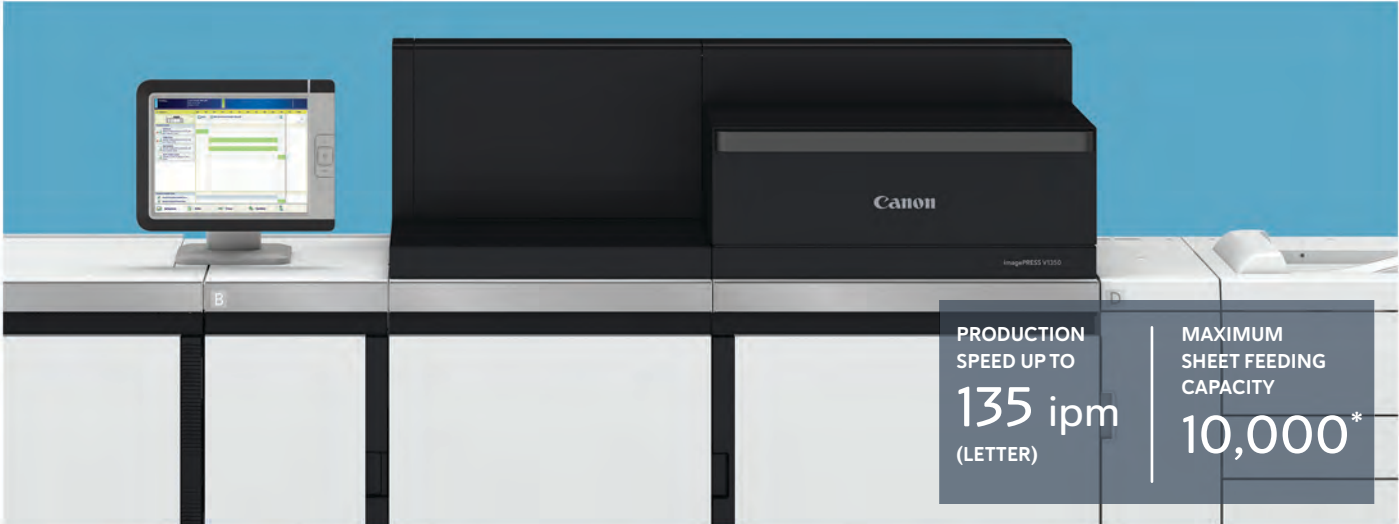 Canon
imagePRESS V1350
B
D
PRODUCTION
SPEED UP TO
135 ipm
(LETTER)
MAXIMUM
SHEET FEEDING
CAPACITY
10,000*